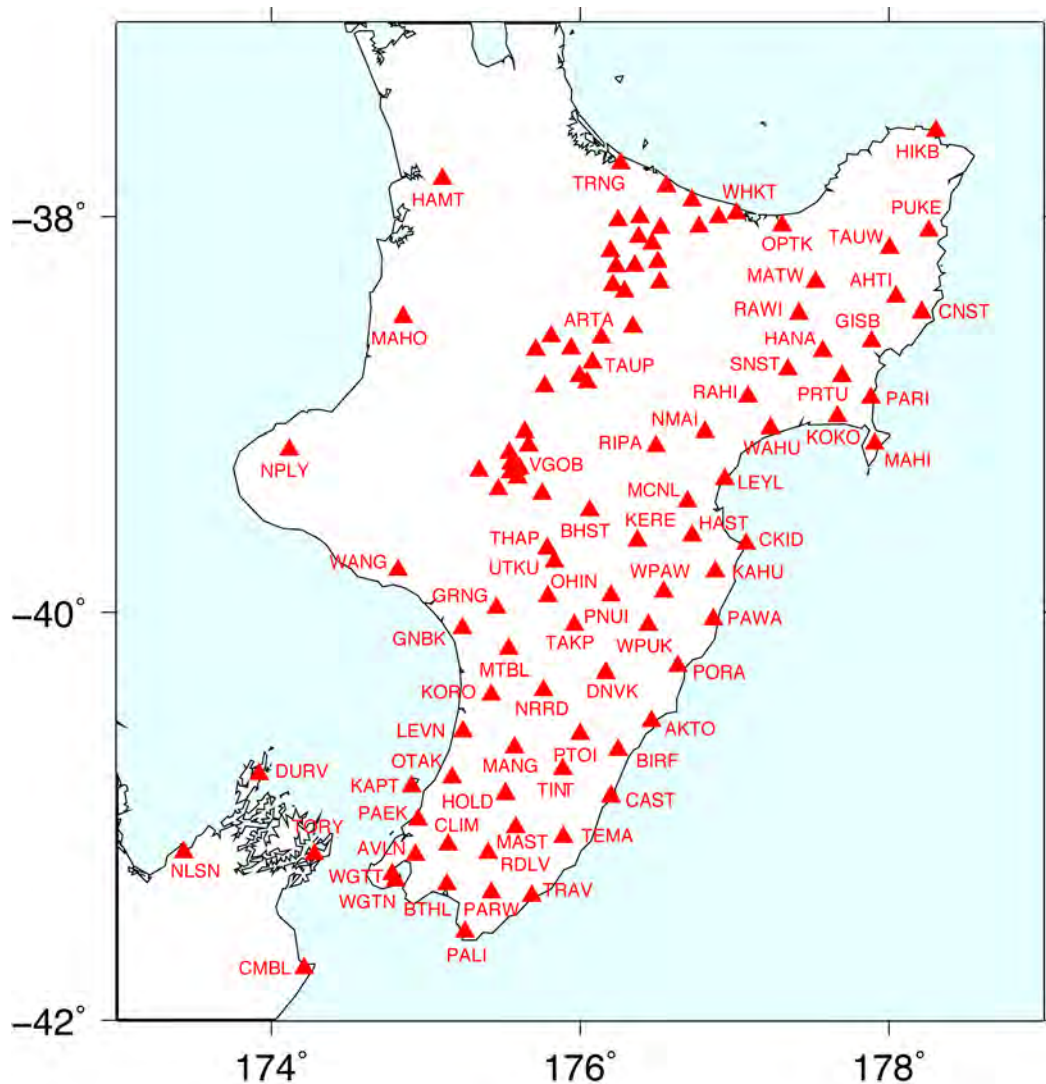 HIKB
TRNG
WHKT
HAMT
−38°
PUKE
OPTK
TAUW
MATW
AHTI
RAWI
CNST
ARTA
GISB
MAHO
HANA
TAUP
SNST
RAHI
PRTU
PARI
NMAI
KOKO
RIPA
WAHU
MAHI
NPLY
VGOB
LEYL
MCNL
BHST
KERE
HAST
THAP
CKID
WANG
UTKU
OHIN
WPAW
KAHU
GRNG
−40°
PNUI
PAWA
GNBK
TAKP
WPUK
MTBL
PORA
KORO
DNVK
NRRD
LEVN
AKTO
OTAK
MANG
PTOI
BIRF
DURV
KAPT
HOLD
TINT
CAST
PAEK
CLIM
TORY
MAST
TEMA
AVLN
NLSN
RDLV
WGTT
WGTN
BTHL
PARW
TRAV
PALI
CMBL
−42°
174°
176°
178°